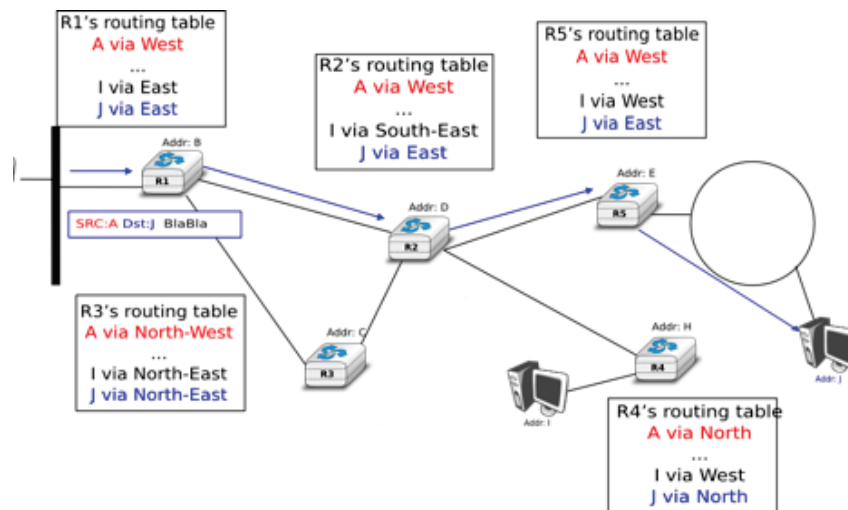 R1's routing table
A via West
...
I via East
J via East
R2's routing table
A via West
...
I via South-East
J via East
R5's routing table
A via West
...
I via West
J via East
Addr: B
R1
SRC:A Dst:J BlaBla
Addr: D
R2
Addr: E
R5
R3's routing table
A via North-West
...
I via North-East
J via North-East
Addr: C
R3
Addr: H
R4
Addr: I
Addr: J
R4's routing table
A via North
...
I via West
J via North